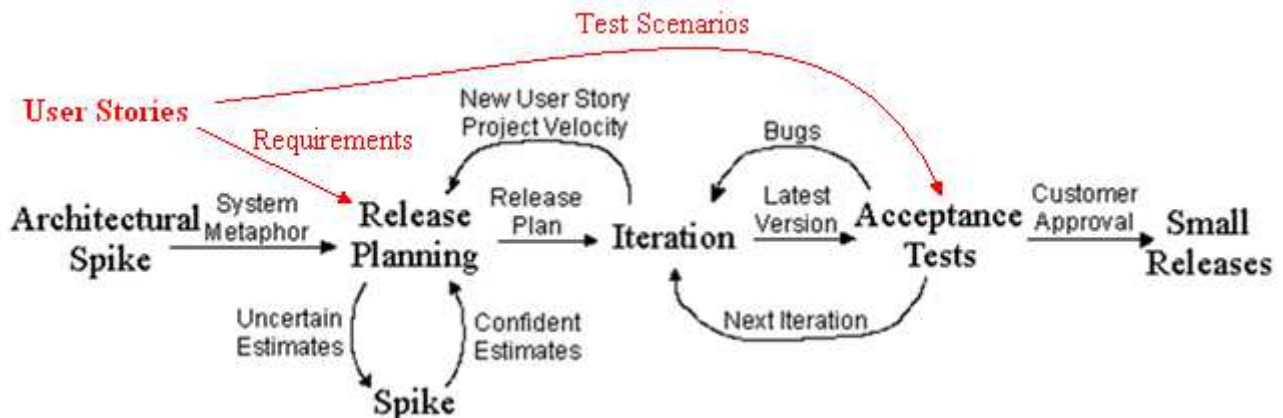 Test Scenarios
User Stories
Requirements
New User Story
Project Velocity
Bugs
Architectural
Spike
System
Metaphor
Release
Planning
Release
Plan
Iteration
Latest
Version
Acceptance
Tests
Customer
Approval
Small
Releases
Uncertain
Estimates
Confident
Estimates
Next Iteration
Spike